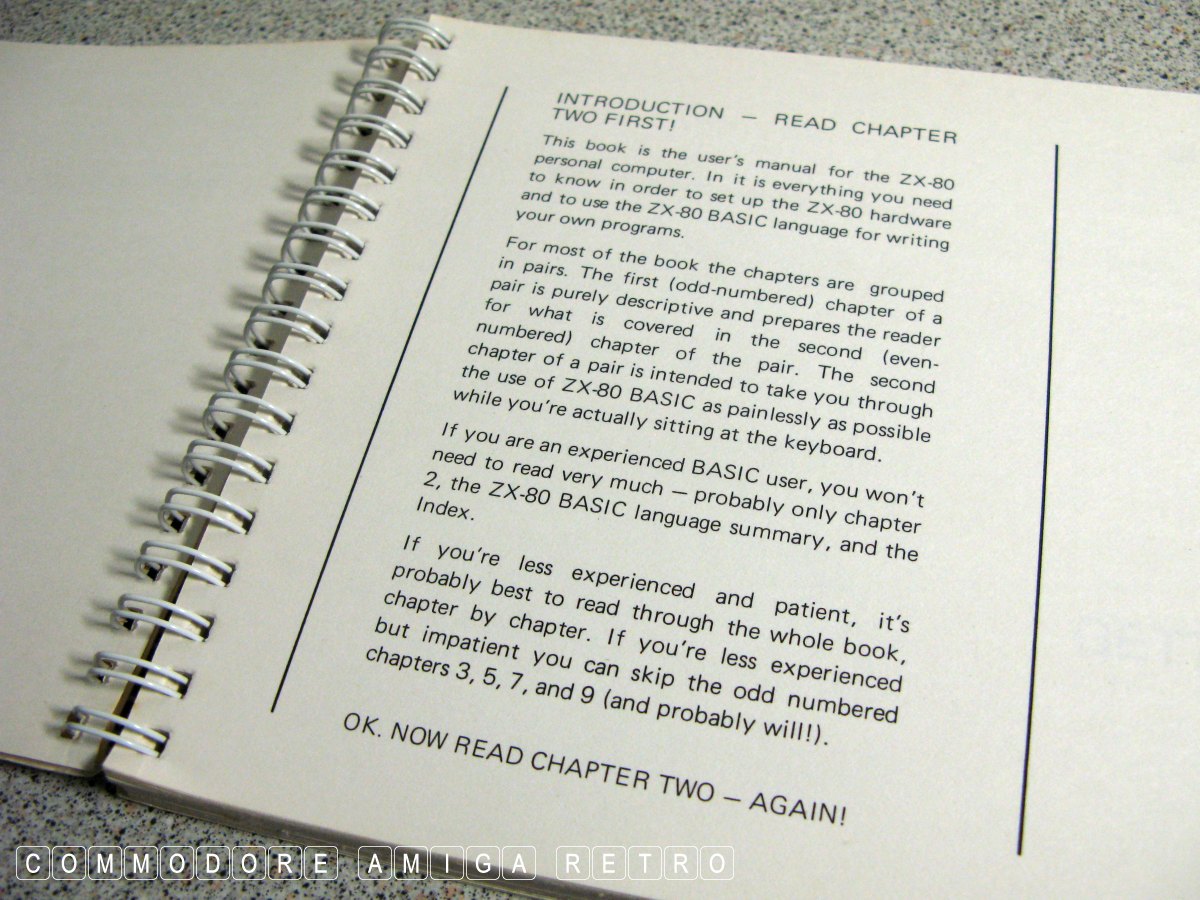 INTRODUCTION — READ CHAPTER
TWO FIRST!
This book is the user's manual for the ZX-80
personal computer. In it is everything you need
to know in order to set up the ZX-80 hardware
and to use the ZX-80 BASIC language for writing
your own programs.
For most of the book the chapters are grouped
in pairs. The first (odd-numbered) chapter of a
pair is purely descriptive and prepares the reader
for what is covered in the second (even-
numbered) chapter of the pair. The second
chapter of a pair is intended to take you through
the use of ZX-80 BASIC as painlessly as possible
while you're actually sitting at the keyboard.
If you are an experienced BASIC user, you won't
need to read very much — probably only chapter
2, the ZX-80 BASIC language summary, and the
Index.
If you're less experienced and patient, it's
probably best to read through the whole book,
chapter by chapter. If you're less experienced
but impatient you can skip the odd numbered
chapters 3, 5, 7, and 9 (and probably will!).
OK. NOW READ CHAPTER TWO — AGAIN!
COMMODORE AMIGA RETRO